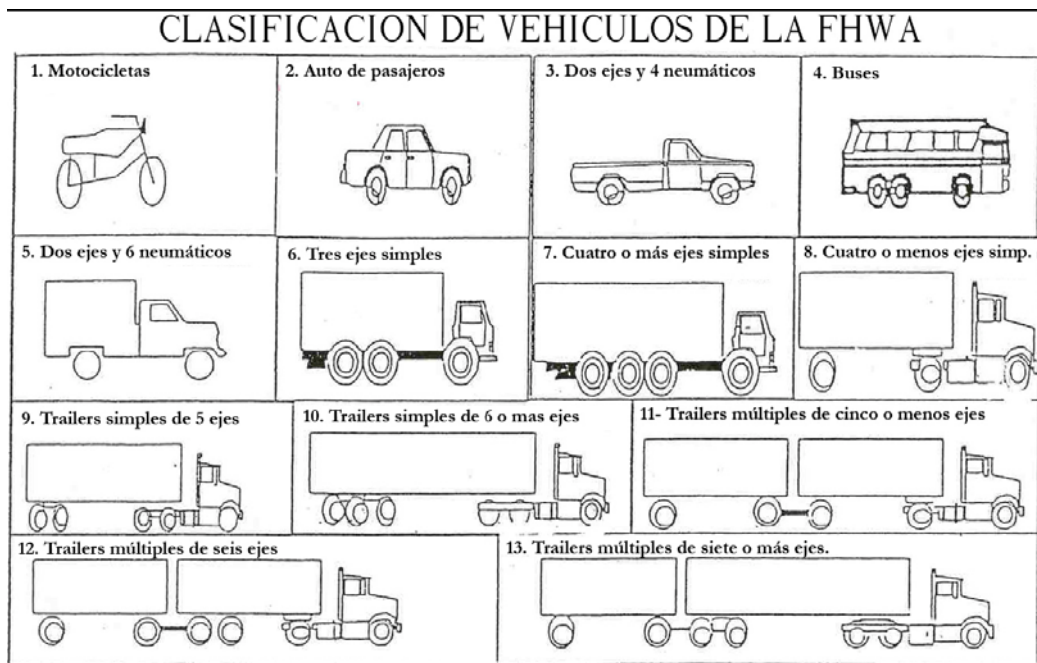 CLASIFICACION DE VEHICULOS DE LA FHWA
1. Motocicletas
2. Auto de pasajeros
3. Dos ejes y 4 neumáticos
4. Buses
5. Dos ejes y 6 neumáticos
6. Tres ejes simples
7. Cuatro o más ejes simples
8. Cuatro o menos ejes simp.
9. Trailers simples de 5 ejes
10. Trailers simples de 6 o mas ejes
11- Trailers múltiples de cinco o menos ejes
12. Trailers múltiples de seis ejes
13. Trailers múltiples de siete o más ejes.